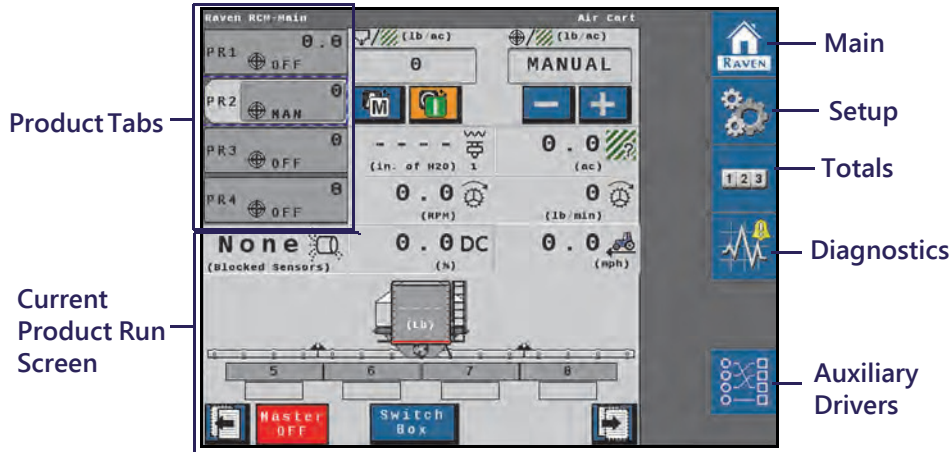 Raven RCM-Main
Air Cart
PR1
0.0
OFF
(lb/ac)
0
(lb/ac)
MANUAL
PR2
0
MAN
M
PR3
0
OFF
PR4
0
OFF
- - - -
(in. of H2O) 1
0.0
?
(ac)
0.0
(RPM)
0
(lb/min)
None
(Blocked Sensors)
0.0 DC
(%)
0.0
(mph)
(Lb)
5
6
7
8
Master
OFF
Switch
Box
RAVEN
1 2 3
Product Tabs
Current
Product Run
Screen
Main
Setup
Totals
Diagnostics
Auxiliary
Drivers